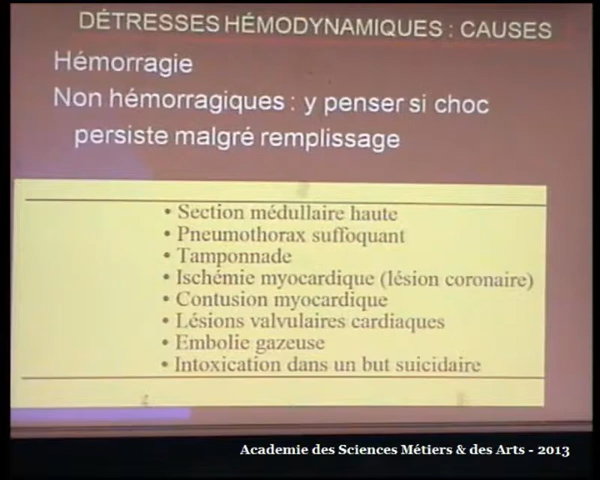 DÉTRESSES HÉMODYNAMIQUES : CAUSES
Hémorragie
Non hémorragiques : y penser si choc
persiste malgré remplissage
• Section médullaire haute
• Pneumothorax suffoquant
• Tamponnade
• Ischémie myocardique (lésion coronaire)
• Contusion myocardique
• Lésions valvulaires cardiaques
• Embolie gazeuse
• Intoxication dans un but suicidaire
Academie des Sciences Métiers & des Arts - 2013